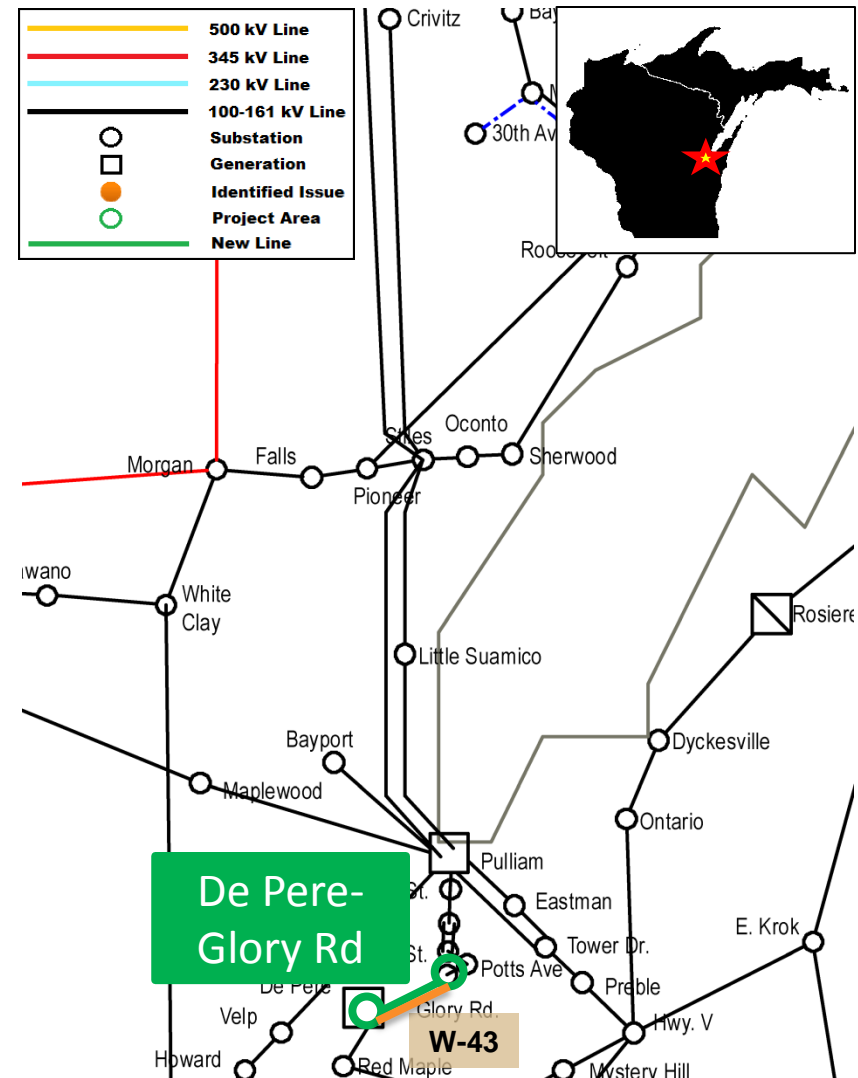 500 kV Line
345 kV Line
230 kV Line
100-161 kV Line
Substation
Generation
Identified Issue
Project Area
New Line
Crivitz
Bay
30th Av
Oconto
Stiles
Sherwood
Falls
Morgan
Pioneer
wano
White
Clay
Rosiere
Little Suamico
Bayport
Dyckesville
Maplewood
Ontario
Pulliam
De Pere-
Glory Rd
St.
Eastman
E. Krok
St.
Tower Dr.
Potts Ave
De Pere
Preble
Glory Rd.
Velp
Hwy. V
W-43
Howard
Red Maple
Mystery Hill